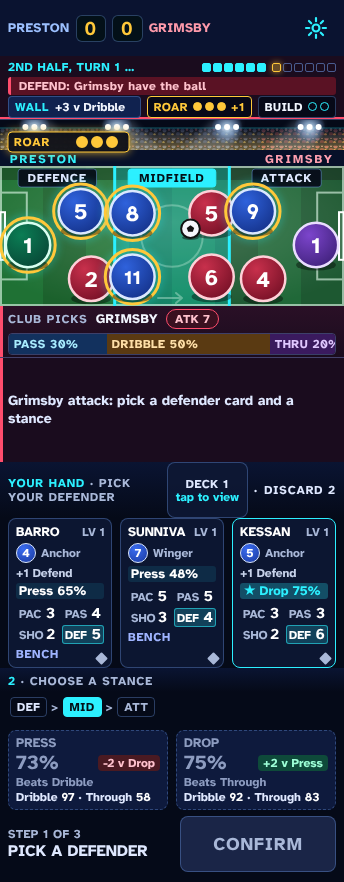 PRESTON 0 0 GRIMSBY
2ND HALF, TURN 1 ...
DEFEND: Grimsby have the ball
WALL +3 v Dribble ROAR +1 BUILD
ROAR
PRESTON GRIMSBY
DEFENCE MIDFIELD ATTACK
5 8 5 9
1 1
2 11 6 4
CLUB PICKS GRIMSBY ATK 7
PASS 30% DRIBBLE 50% THRU 20%
Grimsby attack: pick a defender card and a
stance
YOUR HAND · PICK
YOUR DEFENDER
DECK 1
tap to view
· DISCARD 2
BARRO LV 1
4 Anchor
+1 Defend
Press 65%
PAC 3 PAS 4
SHO 2 DEF 5
BENCH
SUNNIVA LV 1
7 Winger
Press 48%
PAC 5 PAS 5
SHO 3 DEF 4
BENCH
KESSAN LV 1
5 Anchor
+1 Defend
★ Drop 75%
PAC 3 PAS 3
SHO 2 DEF 6
2 · CHOOSE A STANCE
DEF > MID > ATT
PRESS
73% -2 v Drop
Beats Dribble
Dribble 97 · Through 58
DROP
75% +2 v Press
Beats Through
Dribble 92 · Through 83
STEP 1 OF 3
PICK A DEFENDER
CONFIRM